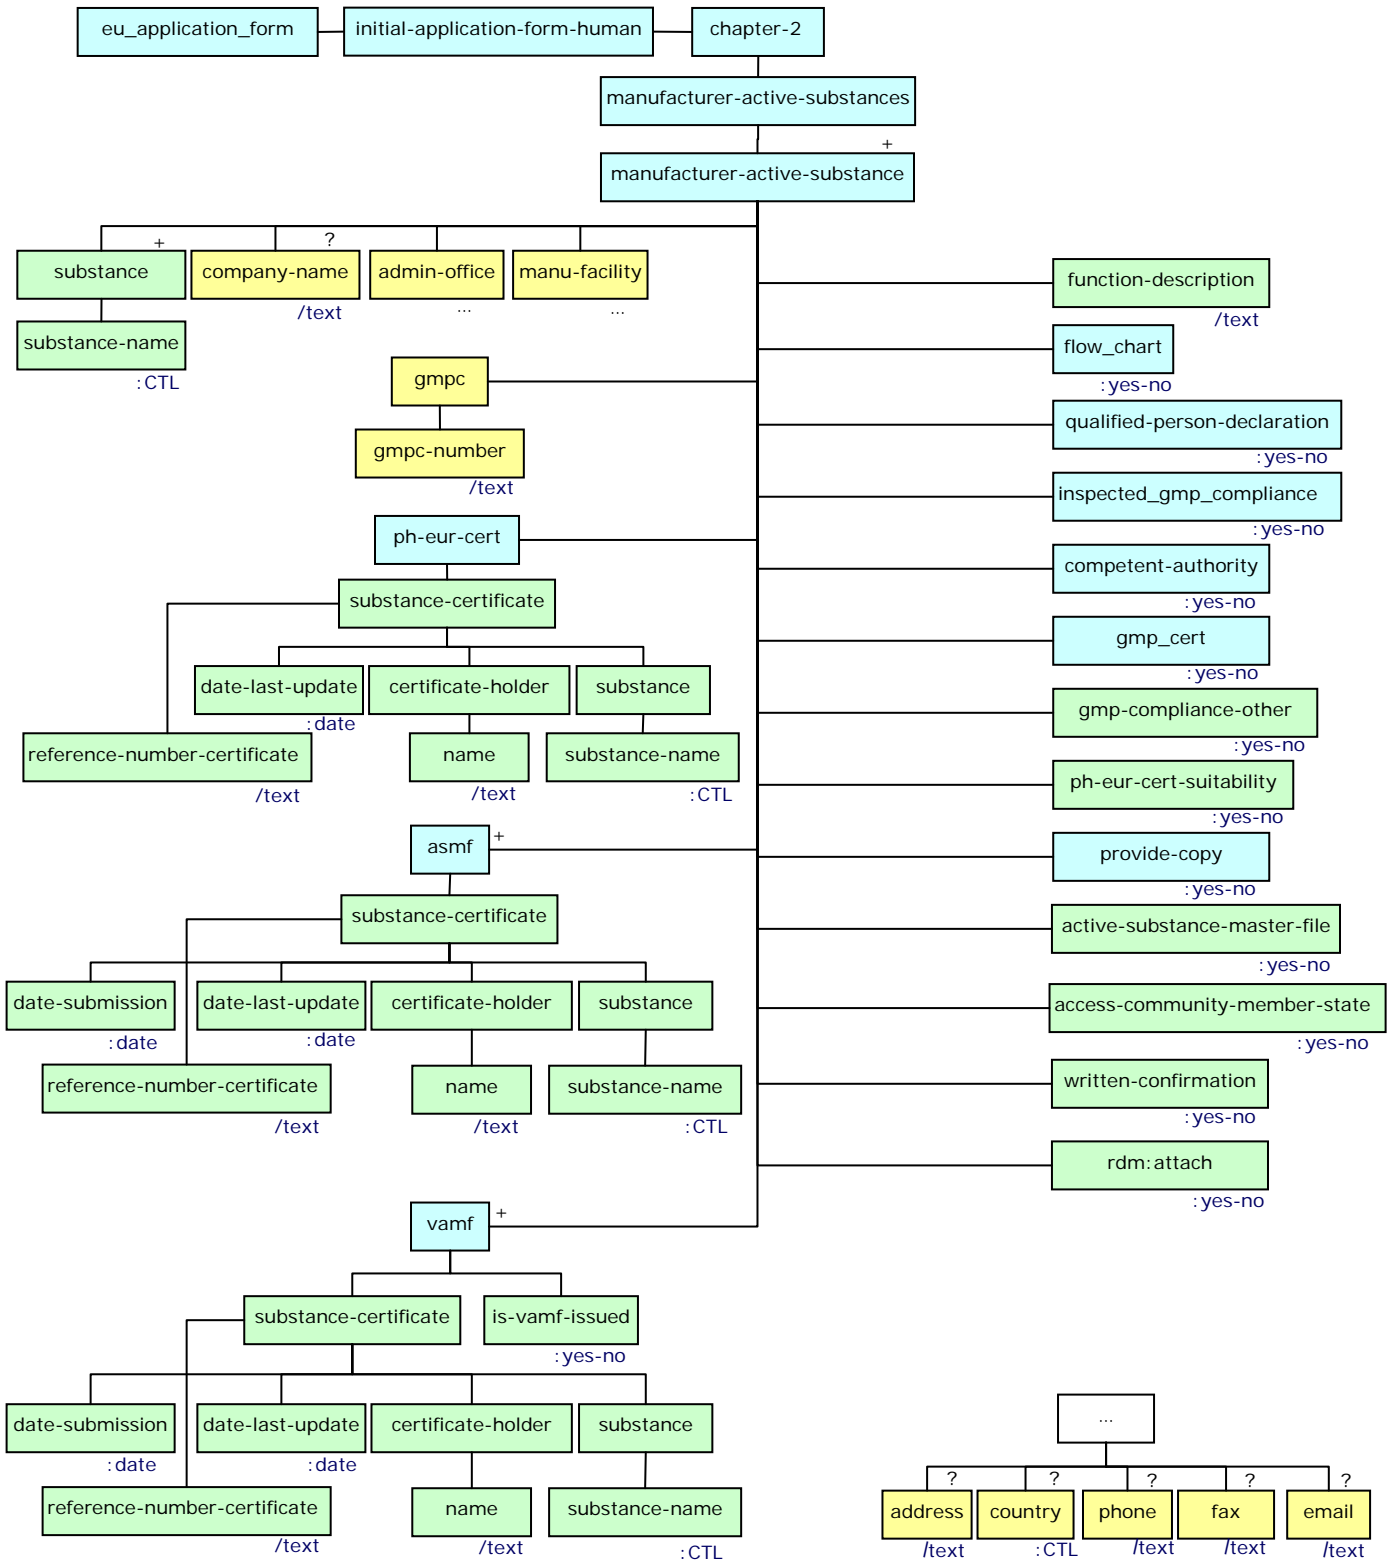 eu_application_form
initial-application-form-human
chapter-2
manufacturer-active-substances
+
manufacturer-active-substance
+
?
substance
company-name
admin-office
manu-facility
/text
...
...
substance-name
:CTL
function-description
/text
flow_chart
:yes-no
gmpc
gmpc-number
/text
qualified-person-declaration
:yes-no
inspected_gmp_compliance
:yes-no
ph-eur-cert
competent-authority
:yes-no
substance-certificate
gmp_cert
:yes-no
date-last-update
certificate-holder
substance
:date
gmp-compliance-other
:yes-no
reference-number-certificate
name
substance-name
/text
/text
:CTL
ph-eur-cert-suitability
:yes-no
asmf
+
provide-copy
:yes-no
substance-certificate
active-substance-master-file
:yes-no
date-submission
date-last-update
certificate-holder
substance
:date
:date
access-community-member-state
:yes-no
reference-number-certificate
name
substance-name
/text
/text
:CTL
written-confirmation
:yes-no
rdm:attach
:yes-no
vamf
+
substance-certificate
is-vamf-issued
:yes-no
date-submission
date-last-update
certificate-holder
substance
:date
:date
reference-number-certificate
name
substance-name
/text
/text
:CTL
...
?
?
?
?
?
address
country
phone
fax
email
/text
:CTL
/text
/text
/text